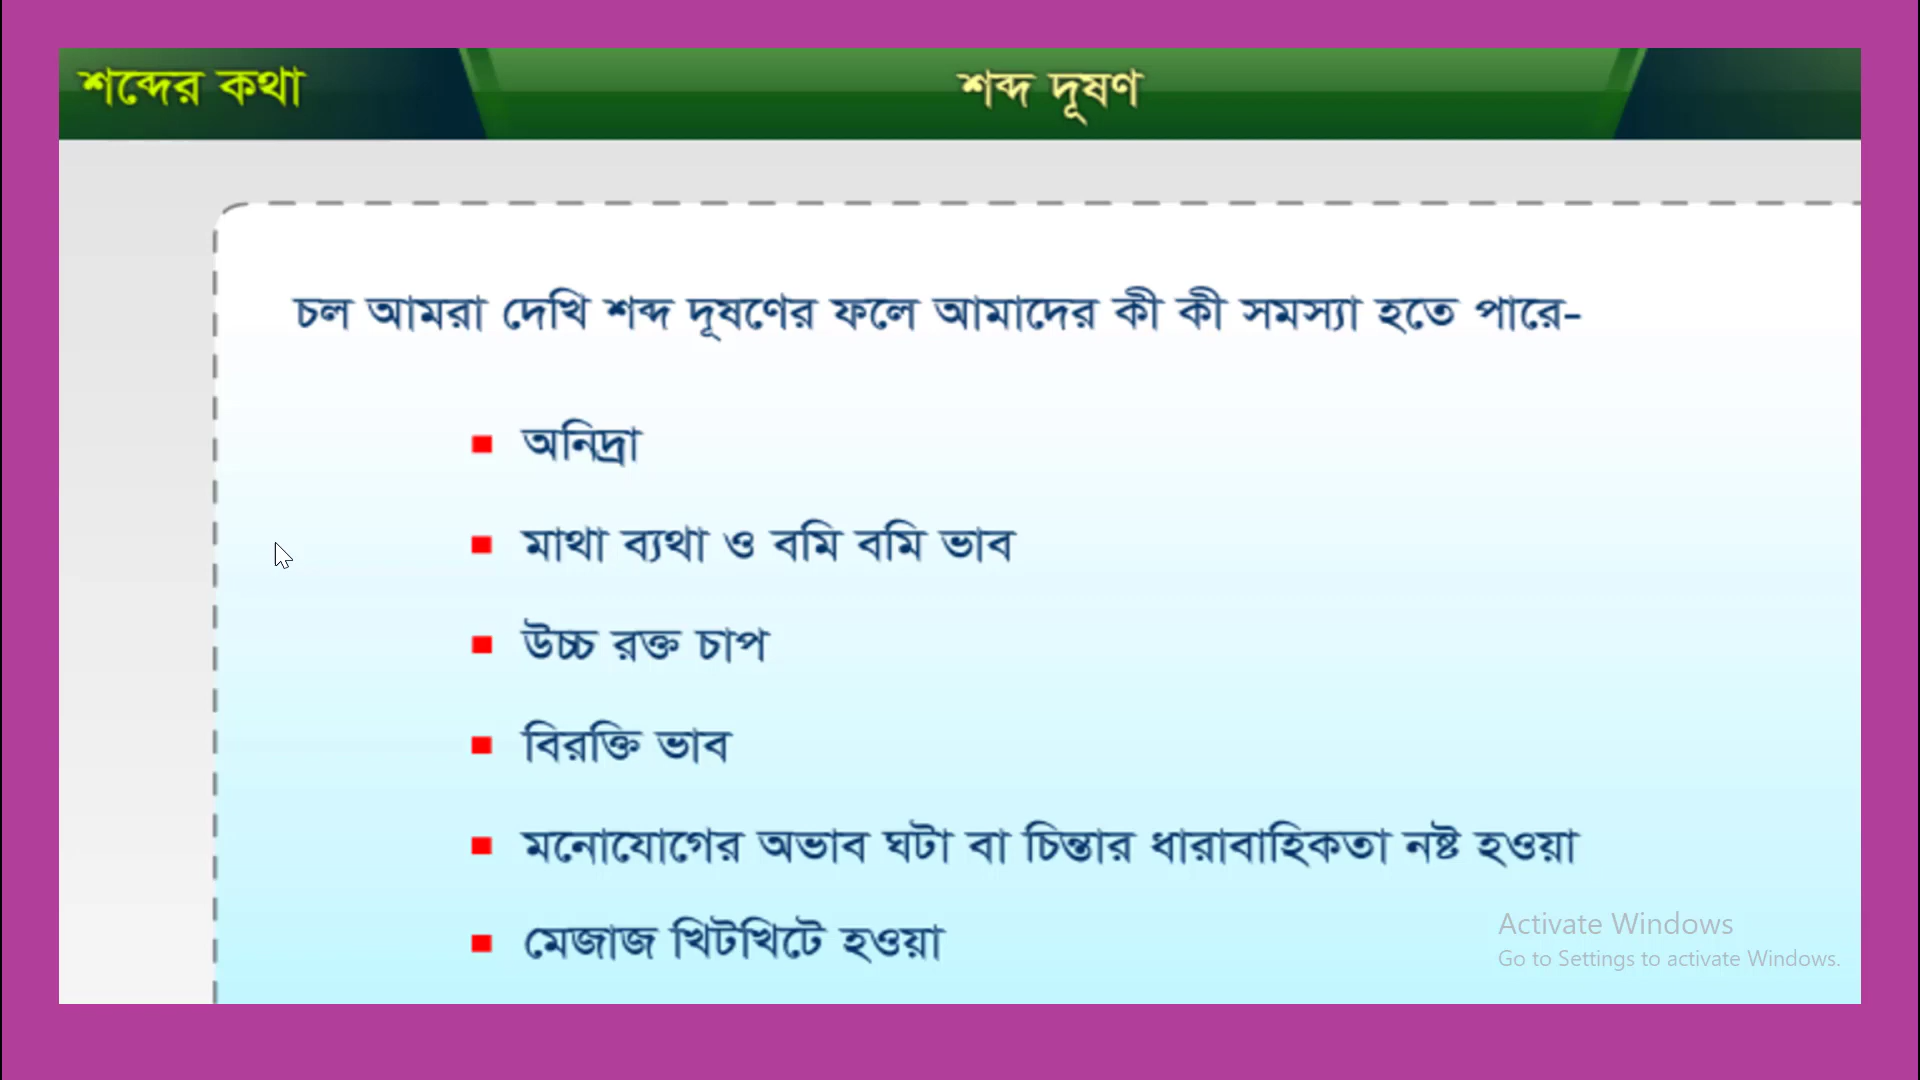 শব্দের কথা
শব্দ দূষণ
চল আমরা দেখি শব্দ দূষণের ফলে আমাদের কী কী সমস্যা হতে পারে-
অনিদ্রা
মাথা ব্যথা ও বমি বমি ভাব
উচ্চ রক্ত চাপ
বিরক্তি ভাব
মনোযোগের অভাব ঘটা বা চিন্তার ধারাবাহিকতা নষ্ট হওয়া
মেজাজ খিটখিটে হওয়া
Activate Windows
Go to Settings to activate Windows.